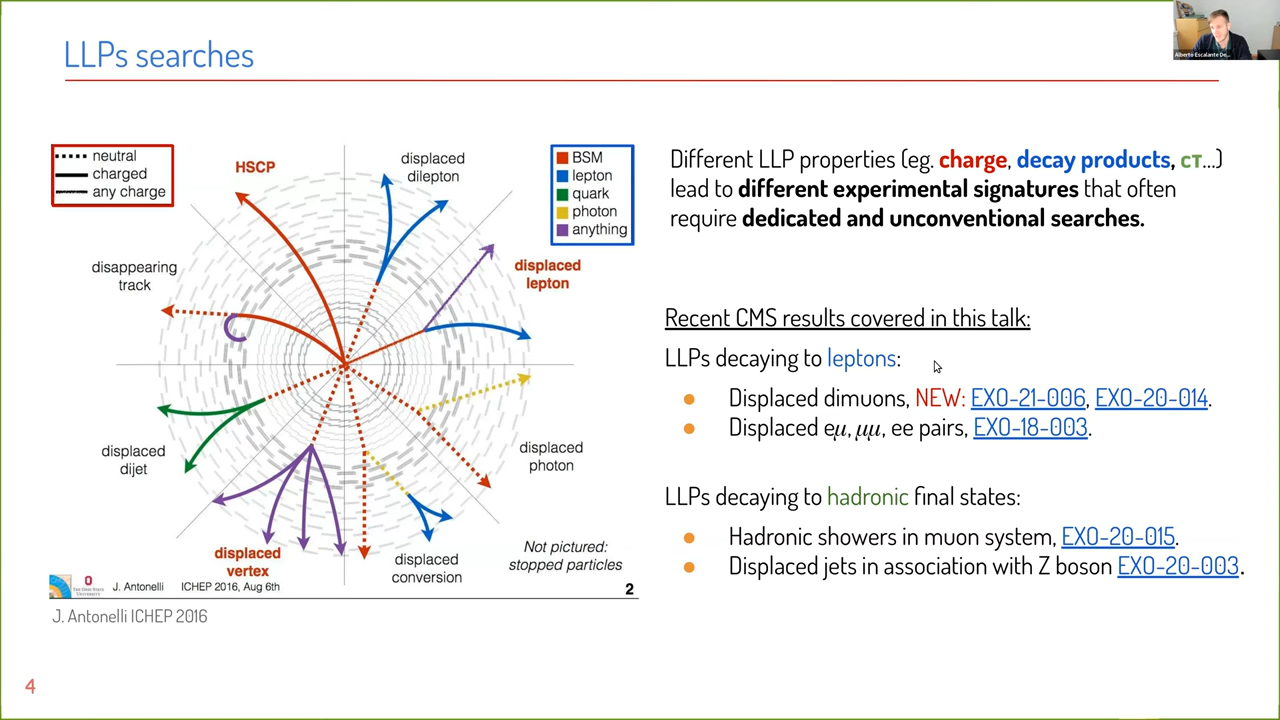 LLPs searches
Alberto Escalante De...
neutral
charged
any charge
HSCP
displaced
dilepton
BSM
lepton
quark
photon
anything
displaced
lepton
disappearing
track
displaced
dijet
displaced
photon
displaced
vertex
displaced
conversion
Not pictured:
stopped particles
J. Antonelli
ICHEP 2016, Aug 6th
2
J. Antonelli ICHEP 2016
Different LLP properties (eg. charge, decay products, cτ...)
lead to different experimental signatures that often
require dedicated and unconventional searches.
Recent CMS results covered in this talk:
LLPs decaying to leptons:
● Displaced dimuons, NEW: EXO-21-006, EXO-20-014.
● Displaced eμ, μμ, ee pairs, EXO-18-003.
LLPs decaying to hadronic final states:
● Hadronic showers in muon system, EXO-20-015.
● Displaced jets in association with Z boson EXO-20-003.
4